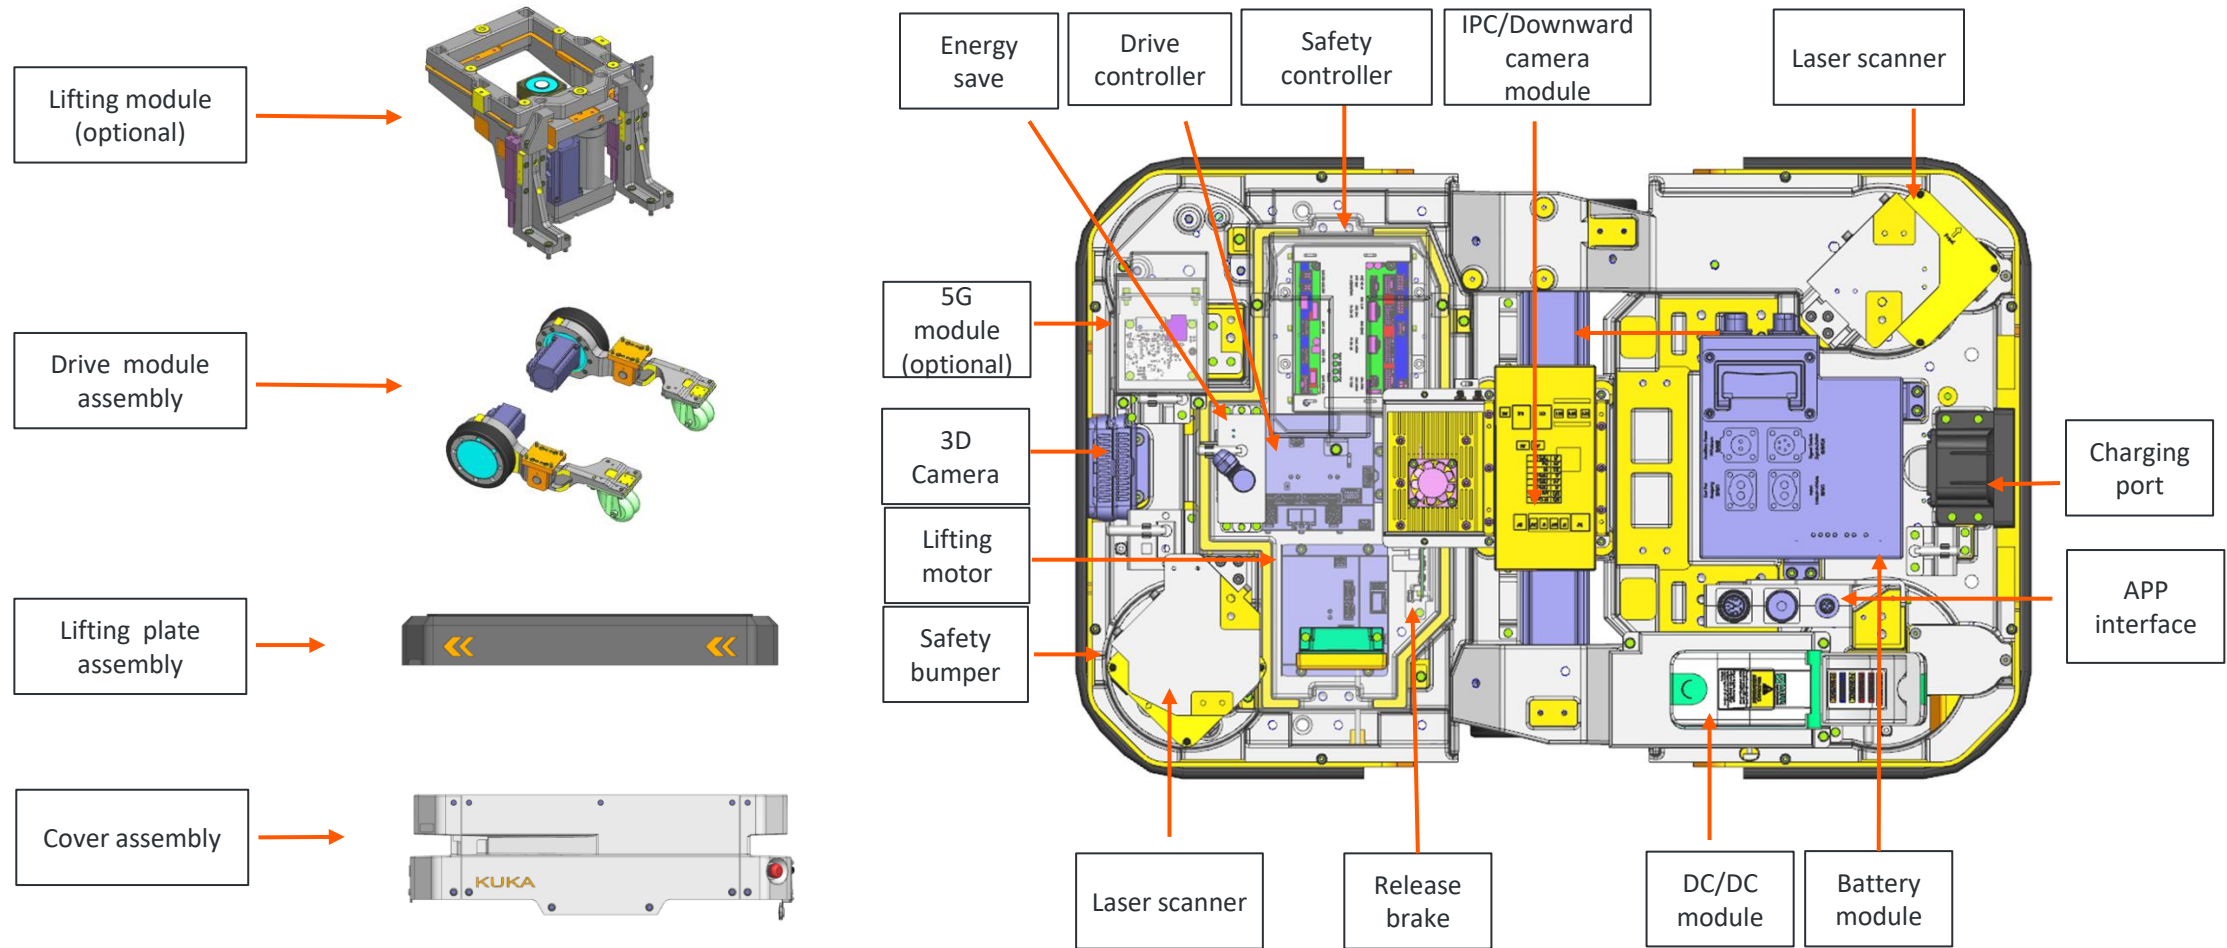 Lifting module
(optional)
Drive module
assembly
Lifting plate
assembly
Cover assembly
KUKA
Energy
save
Drive
controller
Safety
controller
IPC/Downward
camera
module
Laser scanner
5G
module
(optional)
3D
Camera
Lifting
motor
Safety
bumper
Charging
port
APP
interface
Laser scanner
Release
brake
DC/DC
module
Battery
module